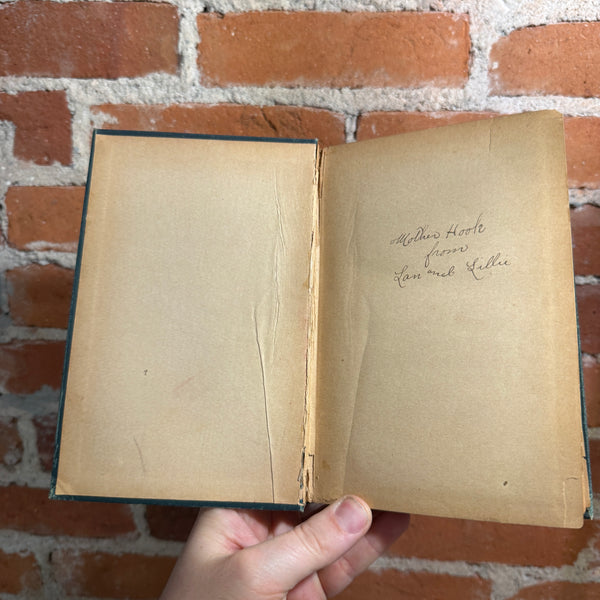 Mother Hook
from
Lan and Lillie